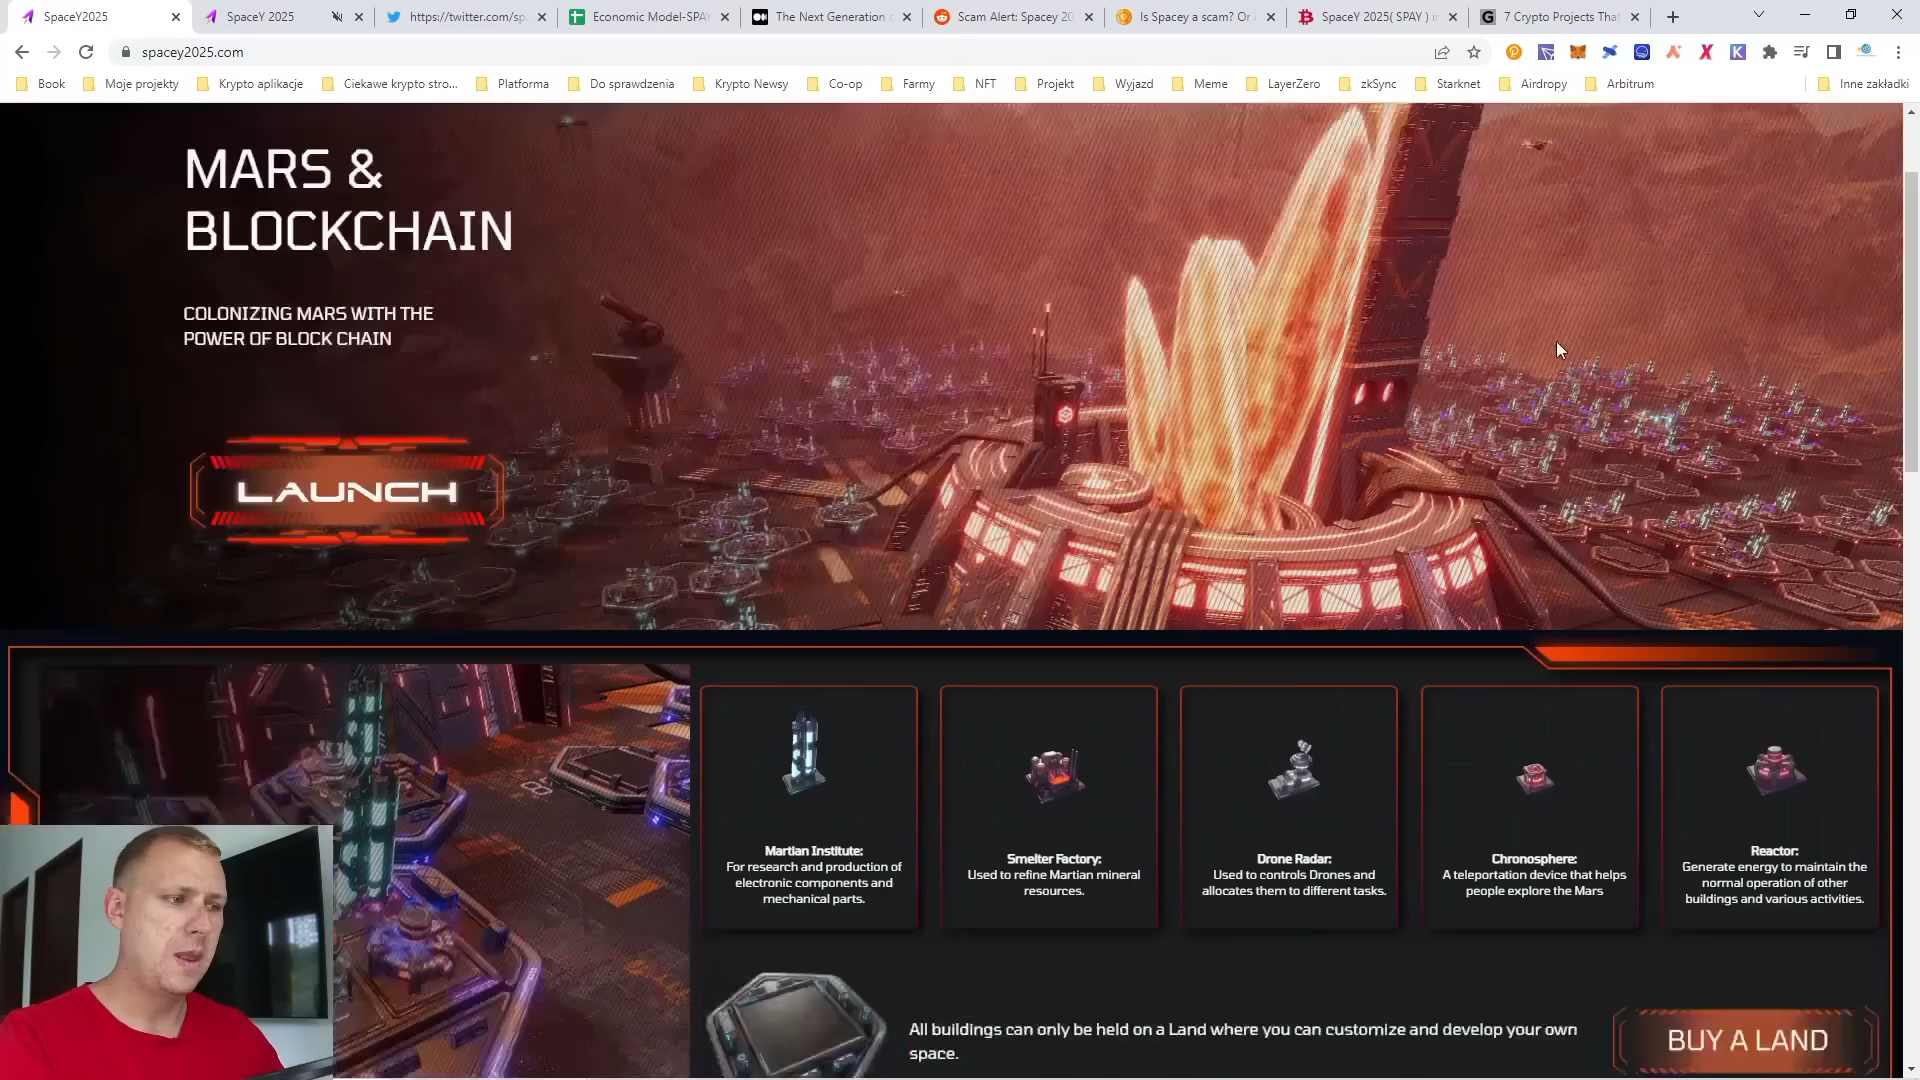 SpaceY2025
SpaceY 2025
https://twitter.com/sp
Economic Model-SPAY
The Next Generation
Scam Alert: Spacey 20
Is Spacey a scam? Or
SpaceY 2025( SPAY ) i
7 Crypto Projects Tha
spacey2025.com
Book
Moje projekty
Krypto aplikacje
Ciekawe krypto stro...
Platforma
Do sprawdzenia
Krypto Newsy
Co-op
Farmy
NFT
Projekt
Wyjazd
Meme
LayerZero
zkSync
Starknet
Airdropy
Arbitrum
Inne zakładki
MARS &
BLOCKCHAIN
COLONIZING MARS WITH THE
POWER OF BLOCK CHAIN
LAUNCH
Martian Institute:
For research and production of
electronic components and
mechanical parts.
Smelter Factory:
Used to refine Martian mineral
resources.
Drone Radar:
Used to controls Drones and
allocates them to different tasks.
Chronosphere:
A teleportation device that helps
people explore the Mars
Reactor:
Generate energy to maintain the
normal operation of other
buildings and various activities.
All buildings can only be held on a Land where you can customize and develop your own
space.
BUY A LAND